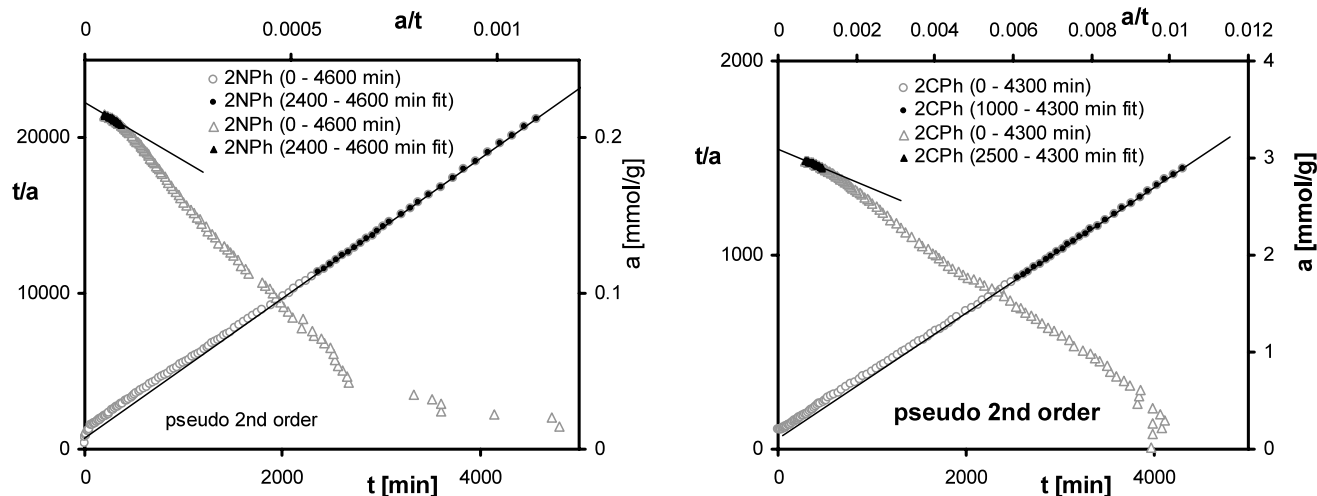 a/t
0
0.0005
0.001
2NPh (0 - 4600 min)
2NPh (2400 - 4600 min fit)
2NPh (0 - 4600 min)
2NPh (2400 - 4600 min fit)
t/a
20000
10000
0
0.2
0.1
0
a [mmol/g]
pseudo 2nd order
0
2000
4000
t [min]
a/t
0
0.002
0.004
0.006
0.008
0.01
0.012
2CPh (0 - 4300 min)
2CPh (1000 - 4300 min fit)
2CPh (0 - 4300 min)
2CPh (2500 - 4300 min fit)
t/a
2000
1000
0
4
3
2
1
0
a [mmol/g]
pseudo 2nd order
0
2000
4000
t [min]